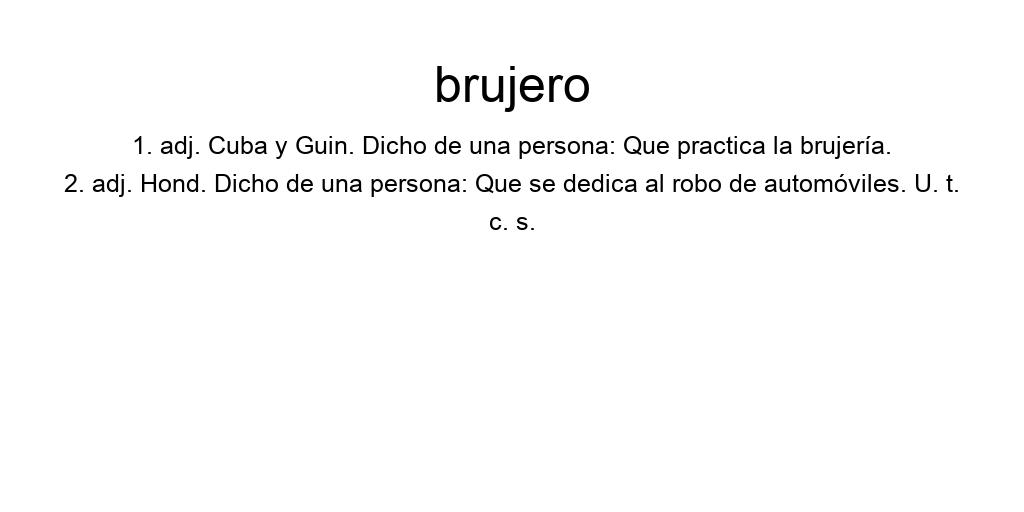 brujero
1. adj. Cuba y Guin. Dicho de una persona: Que practica la brujería.
2. adj. Hond. Dicho de una persona: Que se dedica al robo de automóviles. U. t.
c. s.